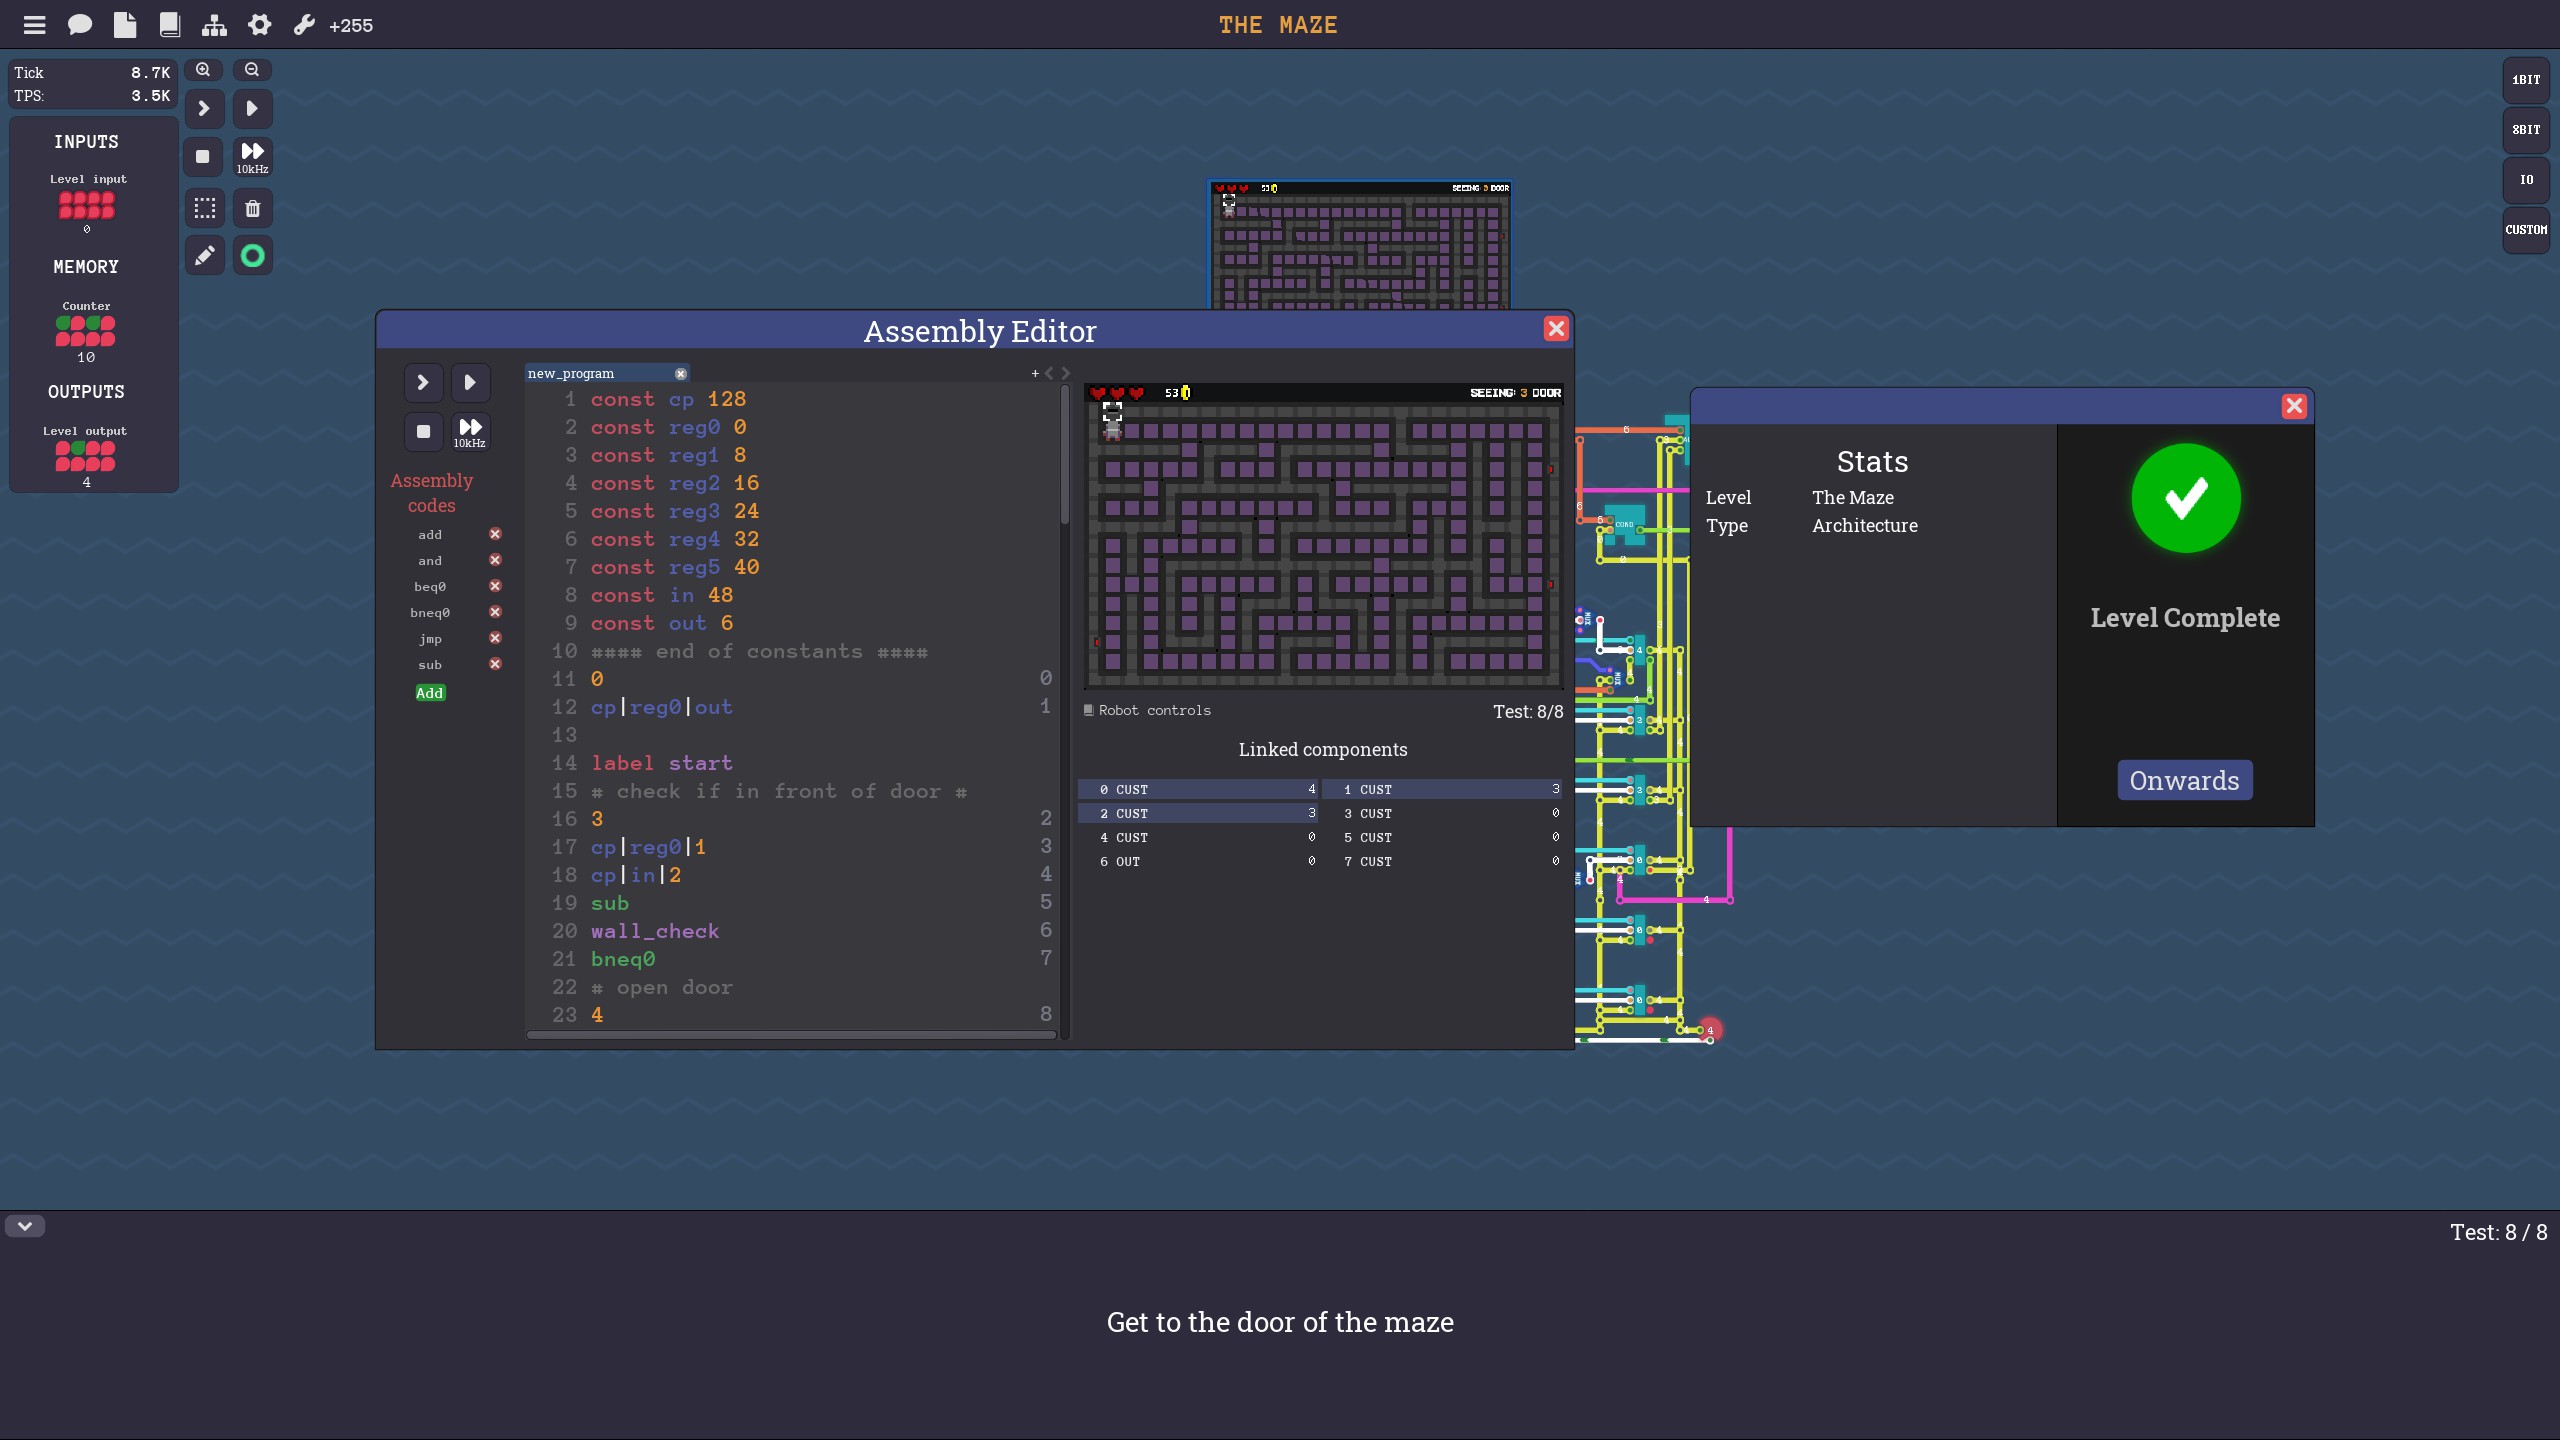 +255
THE MAZE
Tick 8.7K
TPS: 3.5K
10kHz
INPUTS
Level input
0
MEMORY
Counter
10
OUTPUTS
Level output
4
1BIT
8BIT
IO
CUSTOM
53
SEEING: 3 DOOR
Assembly Editor
10kHz
Assembly codes
add
and
beq0
bneq0
jmp
sub
Add
new_program
+
1 const cp 128
2 const reg0 0
3 const reg1 8
4 const reg2 16
5 const reg3 24
6 const reg4 32
7 const reg5 40
8 const in 48
9 const out 6
10 #### end of constants ####
11 0 0
12 cp|reg0|out 1
13
14 label start
15 # check if in front of door #
16 3 2
17 cp|reg0|1 3
18 cp|in|2 4
19 sub 5
20 wall_check 6
21 bneq0 7
22 # open door
23 4 8
53
SEEING: 3 DOOR
Robot controls
Test: 8/8
Linked components
0 CUST 4
1 CUST 3
2 CUST 3
3 CUST 0
4 CUST 0
5 CUST 0
6 OUT 0
7 CUST 0
COND
Stats
Level The Maze
Type Architecture
Level Complete
Onwards
Test: 8 / 8
Get to the door of the maze